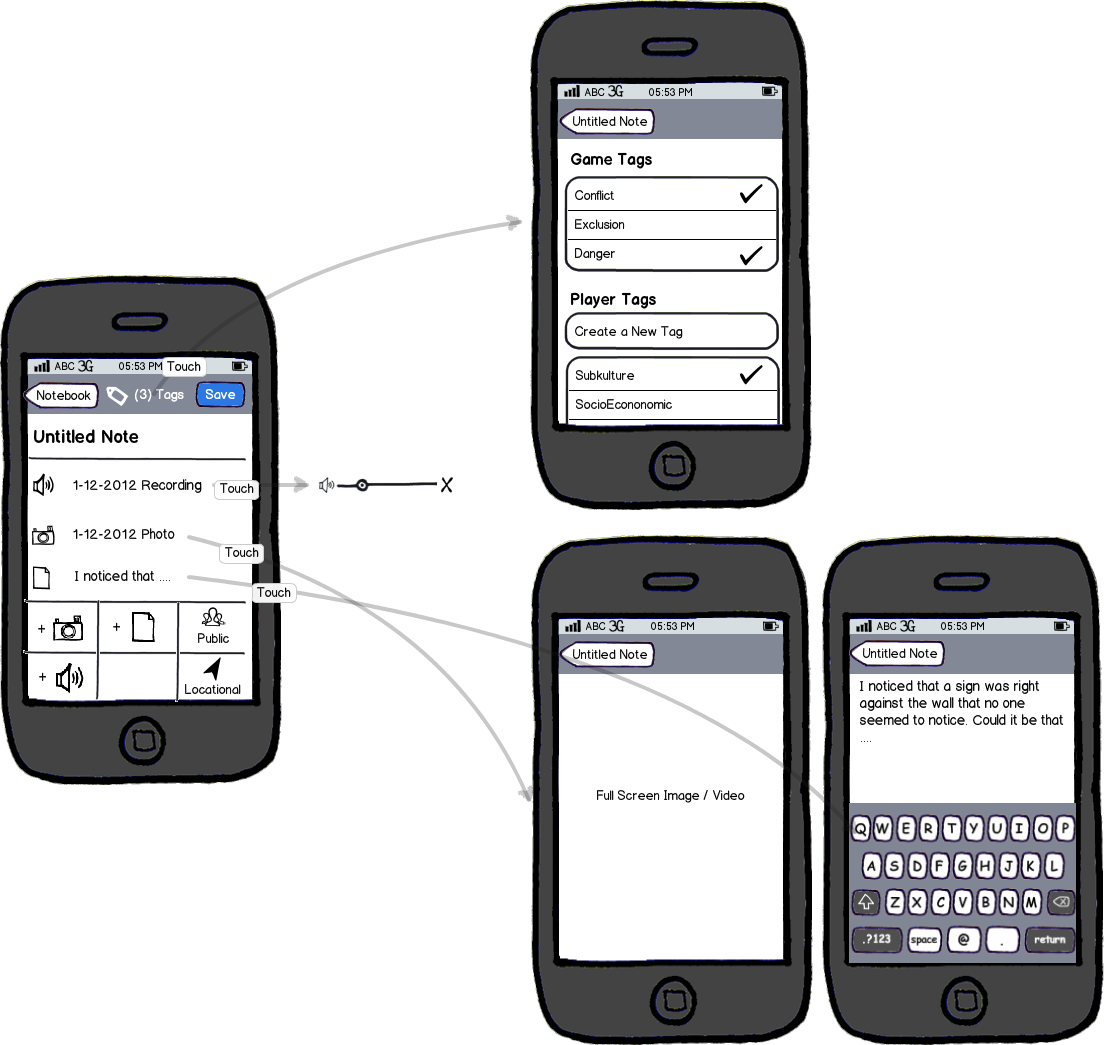 ABC 3G 05:53 PM
Untitled Note
Game Tags
Conflict
Exclusion
Danger
Player Tags
Create a New Tag
Subkulture
SocioEcononomic
ABC 3G 05:53 PM Touch
Notebook (3) Tags Save
Untitled Note
1-12-2012 Recording Touch
X
1-12-2012 Photo
Touch
I noticed that ....
Touch
+ + Public
+ Locational
ABC 3G 05:53 PM
Untitled Note
Full Screen Image / Video
ABC 3G 05:53 PM
Untitled Note
I noticed that a sign was right
against the wall that no one
seemed to notice. Could it be that
....
Q W E R T Y U I O P
A S D F G H J K L
Z X C V B N M
.?123 space @ . return